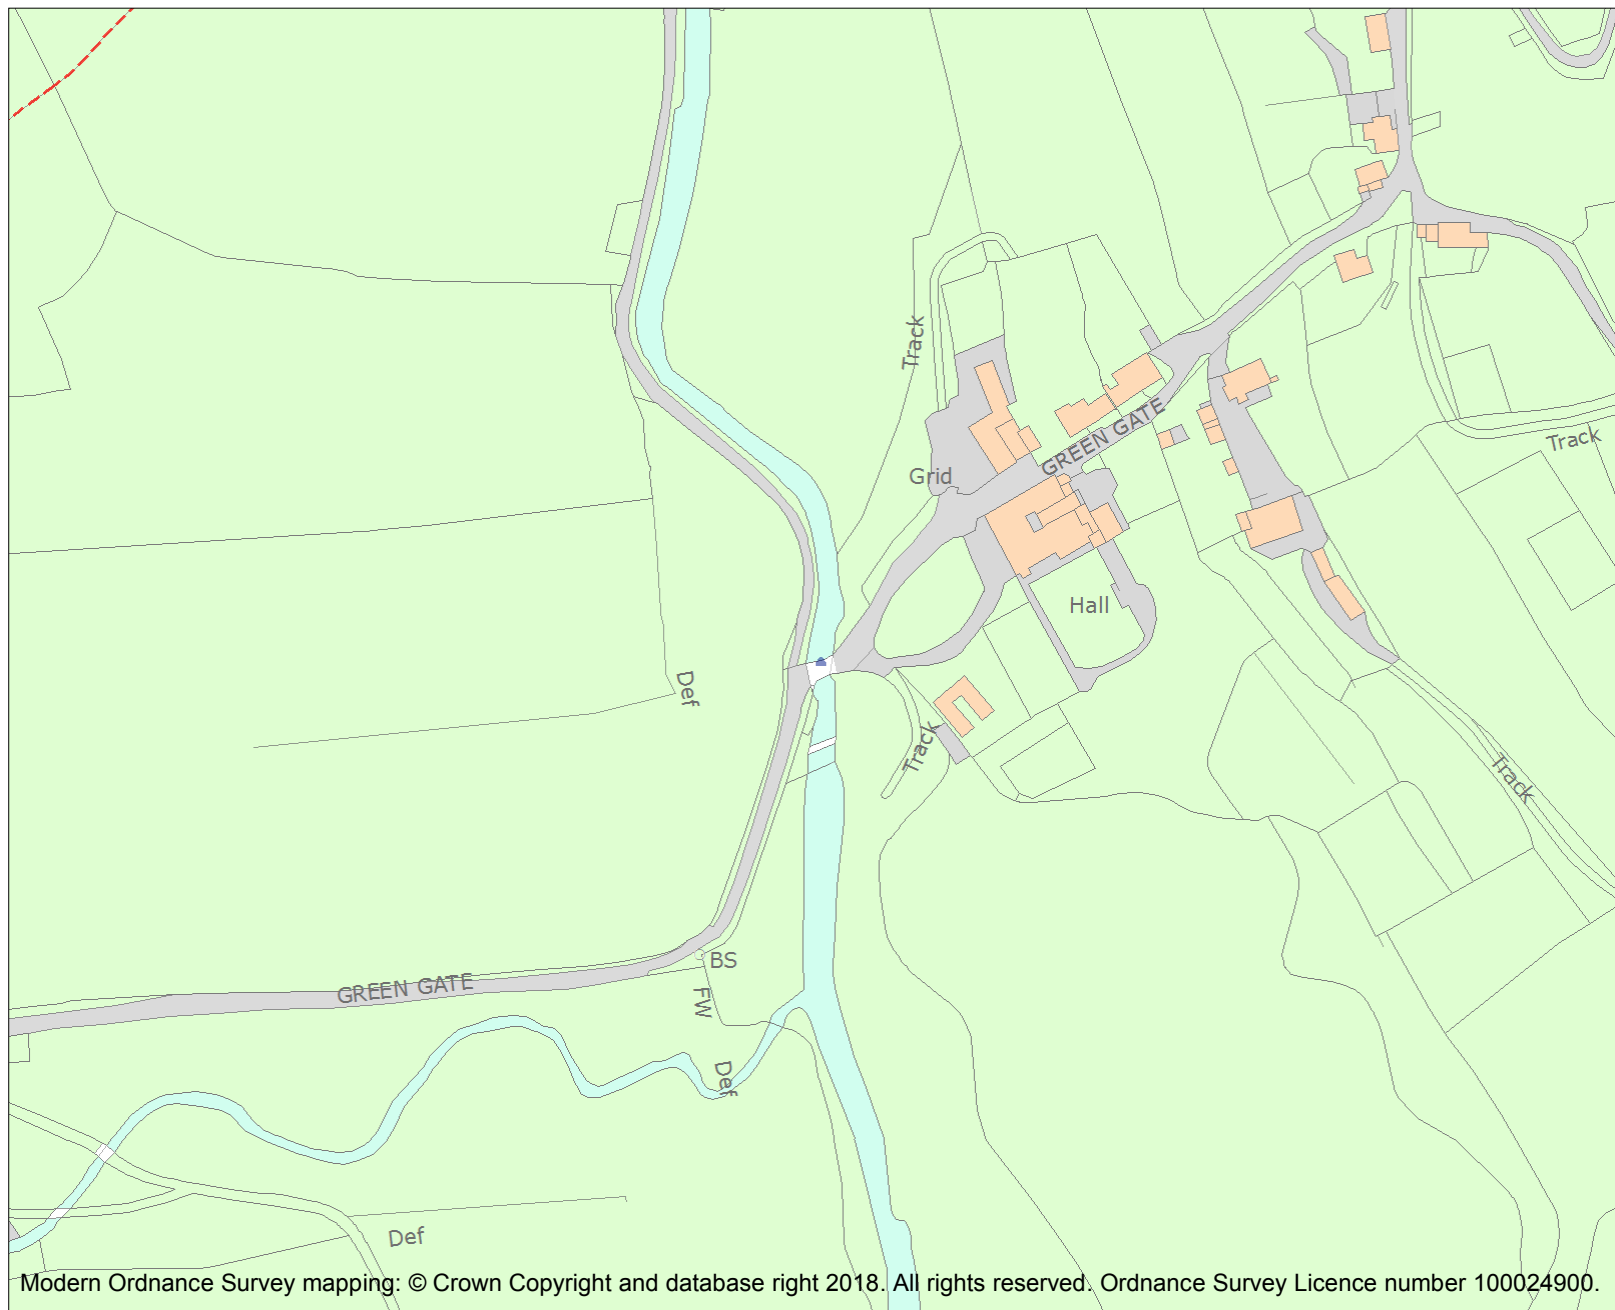 Track
Grid
GREEN GATE
Track
Hall
Def
Track
Track
BS
GREEN GATE
FW
Def
Def
Modern Ordnance Survey mapping: © Crown Copyright and database right 2018. All rights reserved. Ordnance Survey Licence number 100024900.